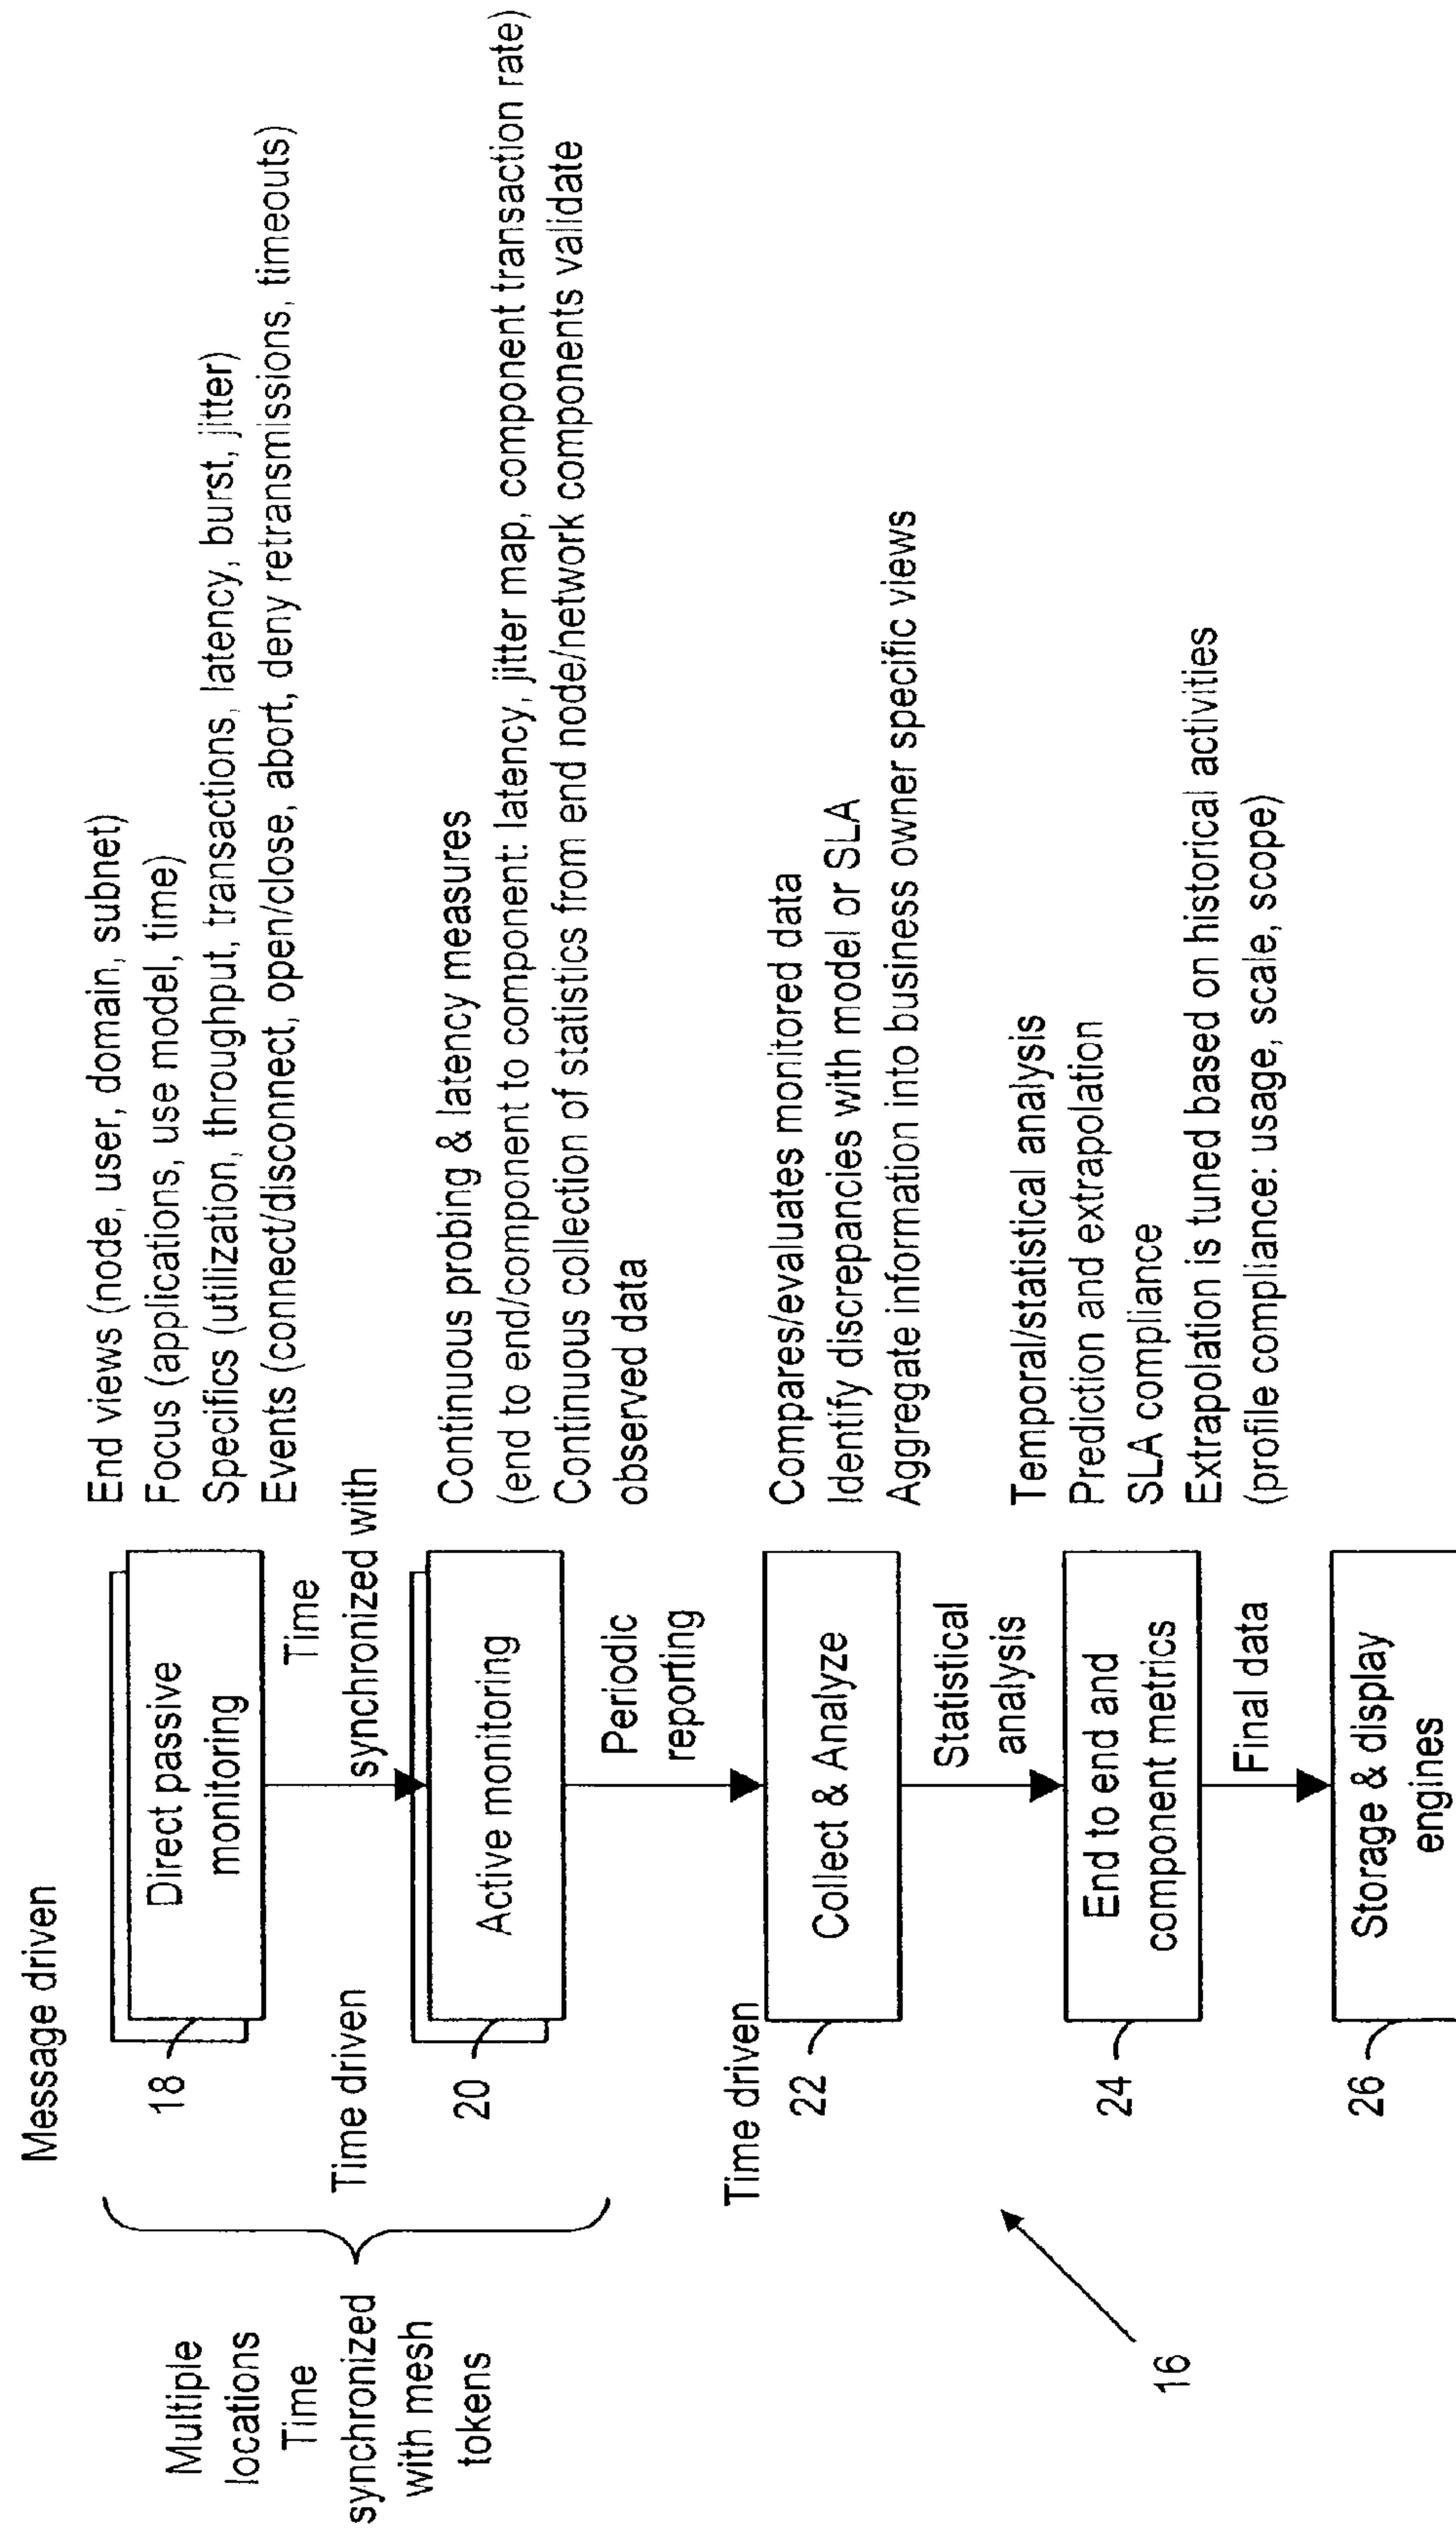 Message driven
Multiple
locations
Time
synchronized
with mesh
tokens
18
Direct passive
monitoring
End views (node, user, domain, subnet)
Focus (applications, use model, time)
Specifics (utilization, throughput, transactions, latency, burst, jitter)
Events (connect/disconnect, open/close, abort, deny retransmissions, timeouts)
Time
synchronized with
Time driven
20
Active monitoring
Continuous probing & latency measures
(end to end/component to component: latency, jitter map, component transaction rate)
Continuous collection of statistics from end node/network components validate
observed data
Periodic
reporting
Time driven
22
Collect & Analyze
Compares/evaluates monitored data
Identify discrepancies with model or SLA
Aggregate information into business owner specific views
Statistical
analysis
24
End to end and
component metrics
Temporal/statistical analysis
Prediction and extrapolation
SLA compliance
Extrapolation is tuned based on historical activities
(profile compliance: usage, scale, scope)
Final data
26
Storage & display
engines
16